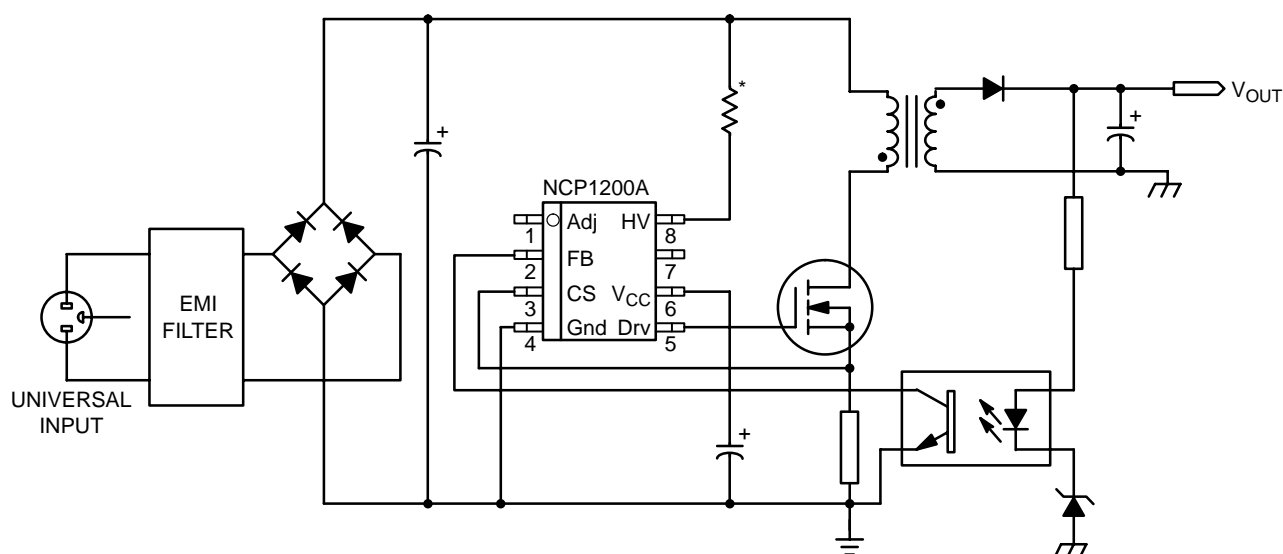 *
V_OUT
+
+
NCP1200A
Adj HV
1 8
FB
2 7
EMI
FILTER
CS V_CC
3 6
Gnd Drv
4 5
UNIVERSAL
INPUT
+